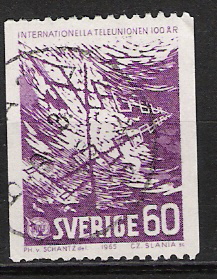 INTERNATIONELLA TELEUNIONEN 100 ÅR
SVERIGE 60
PH. v. SCHANTZ del. 1965 CZ. SLANIA sc.